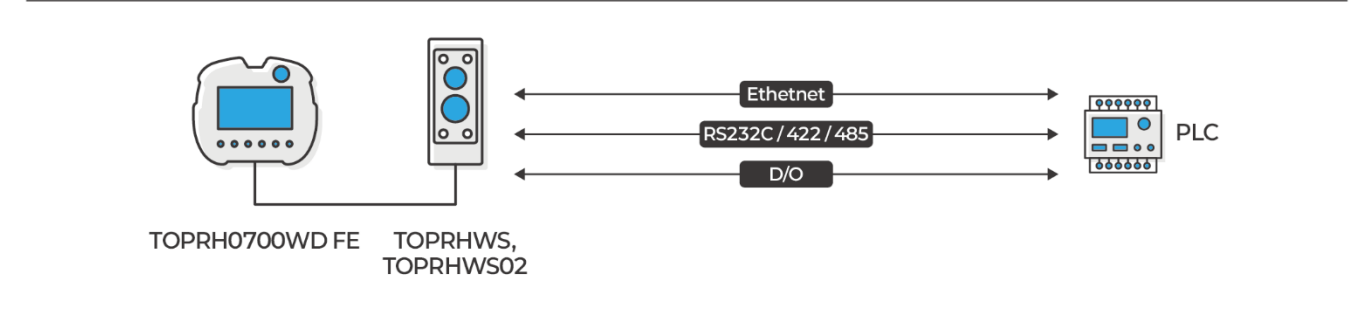 Ethetnet
RS232C / 422 / 485
PLC
D/O
TOPRH0700WD FE
TOPRHWS,
TOPRHWS02